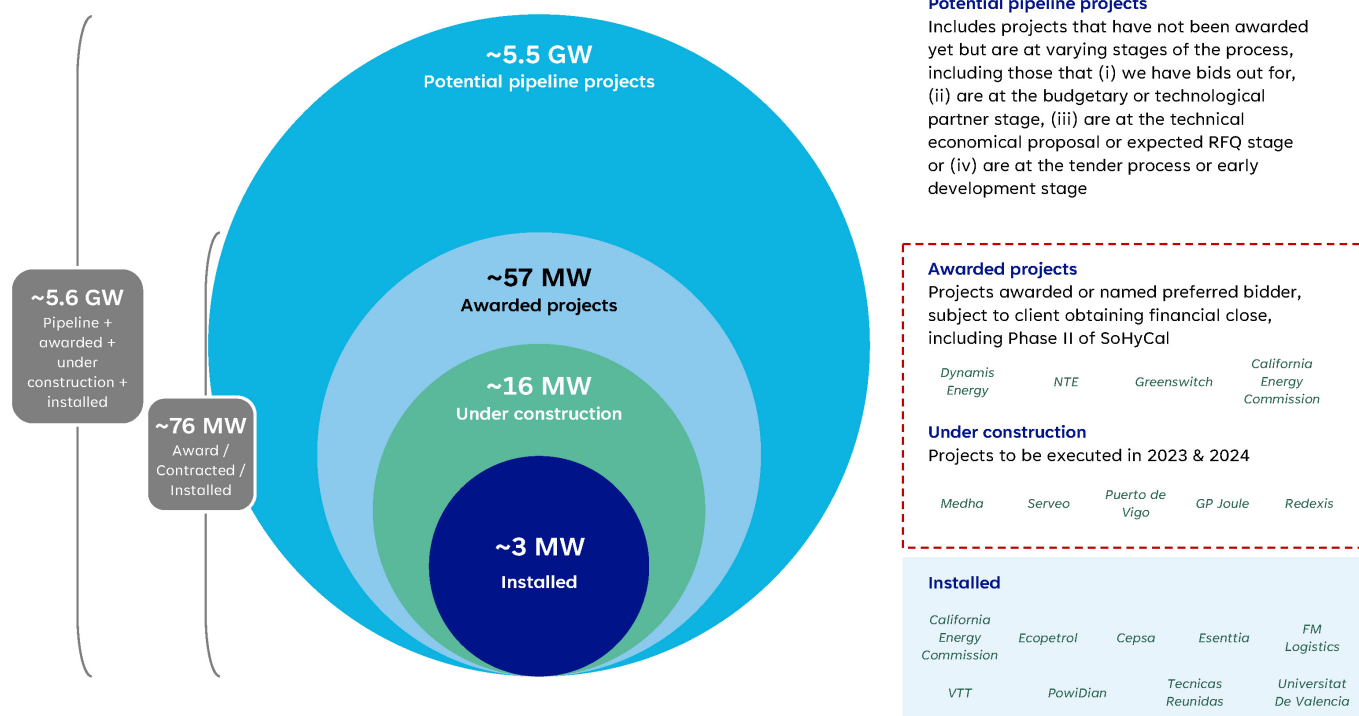 ~5.5 GW
Potential pipeline projects
~57 MW
Awarded projects
~16 MW
Under construction
~3 MW
Installed
~5.6 GW
Pipeline +
awarded +
under
construction +
installed
~76 MW
Award /
Contracted /
Installed
Potential pipeline projects
Includes projects that have not been awarded
yet but are at varying stages of the process,
including those that (i) we have bids out for,
(ii) are at the budgetary or technological
partner stage, (iii) are at the technical
economical proposal or expected RFQ stage
or (iv) are at the tender process or early
development stage
Awarded projects
Projects awarded or named preferred bidder,
subject to client obtaining financial close,
including Phase II of SoHyCal
Dynamis
Energy
NTE
Greenswitch
California
Energy
Commission
Under construction
Projects to be executed in 2023 & 2024
Medha
Serveo
Puerto de
Vigo
GP Joule
Redexis
Installed
California
Energy
Commission
Ecopetrol
Cepsa
Esenttia
FM
Logistics
VTT
PowiDian
Tecnicas
Reunidas
Universitat
De Valencia